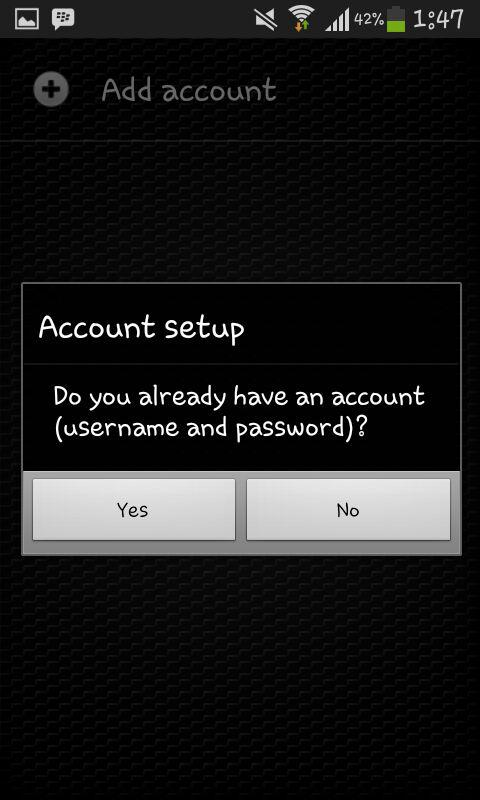 42% 1:47
Add account
Account setup
Do you already have an account
(username and password)?
Yes No